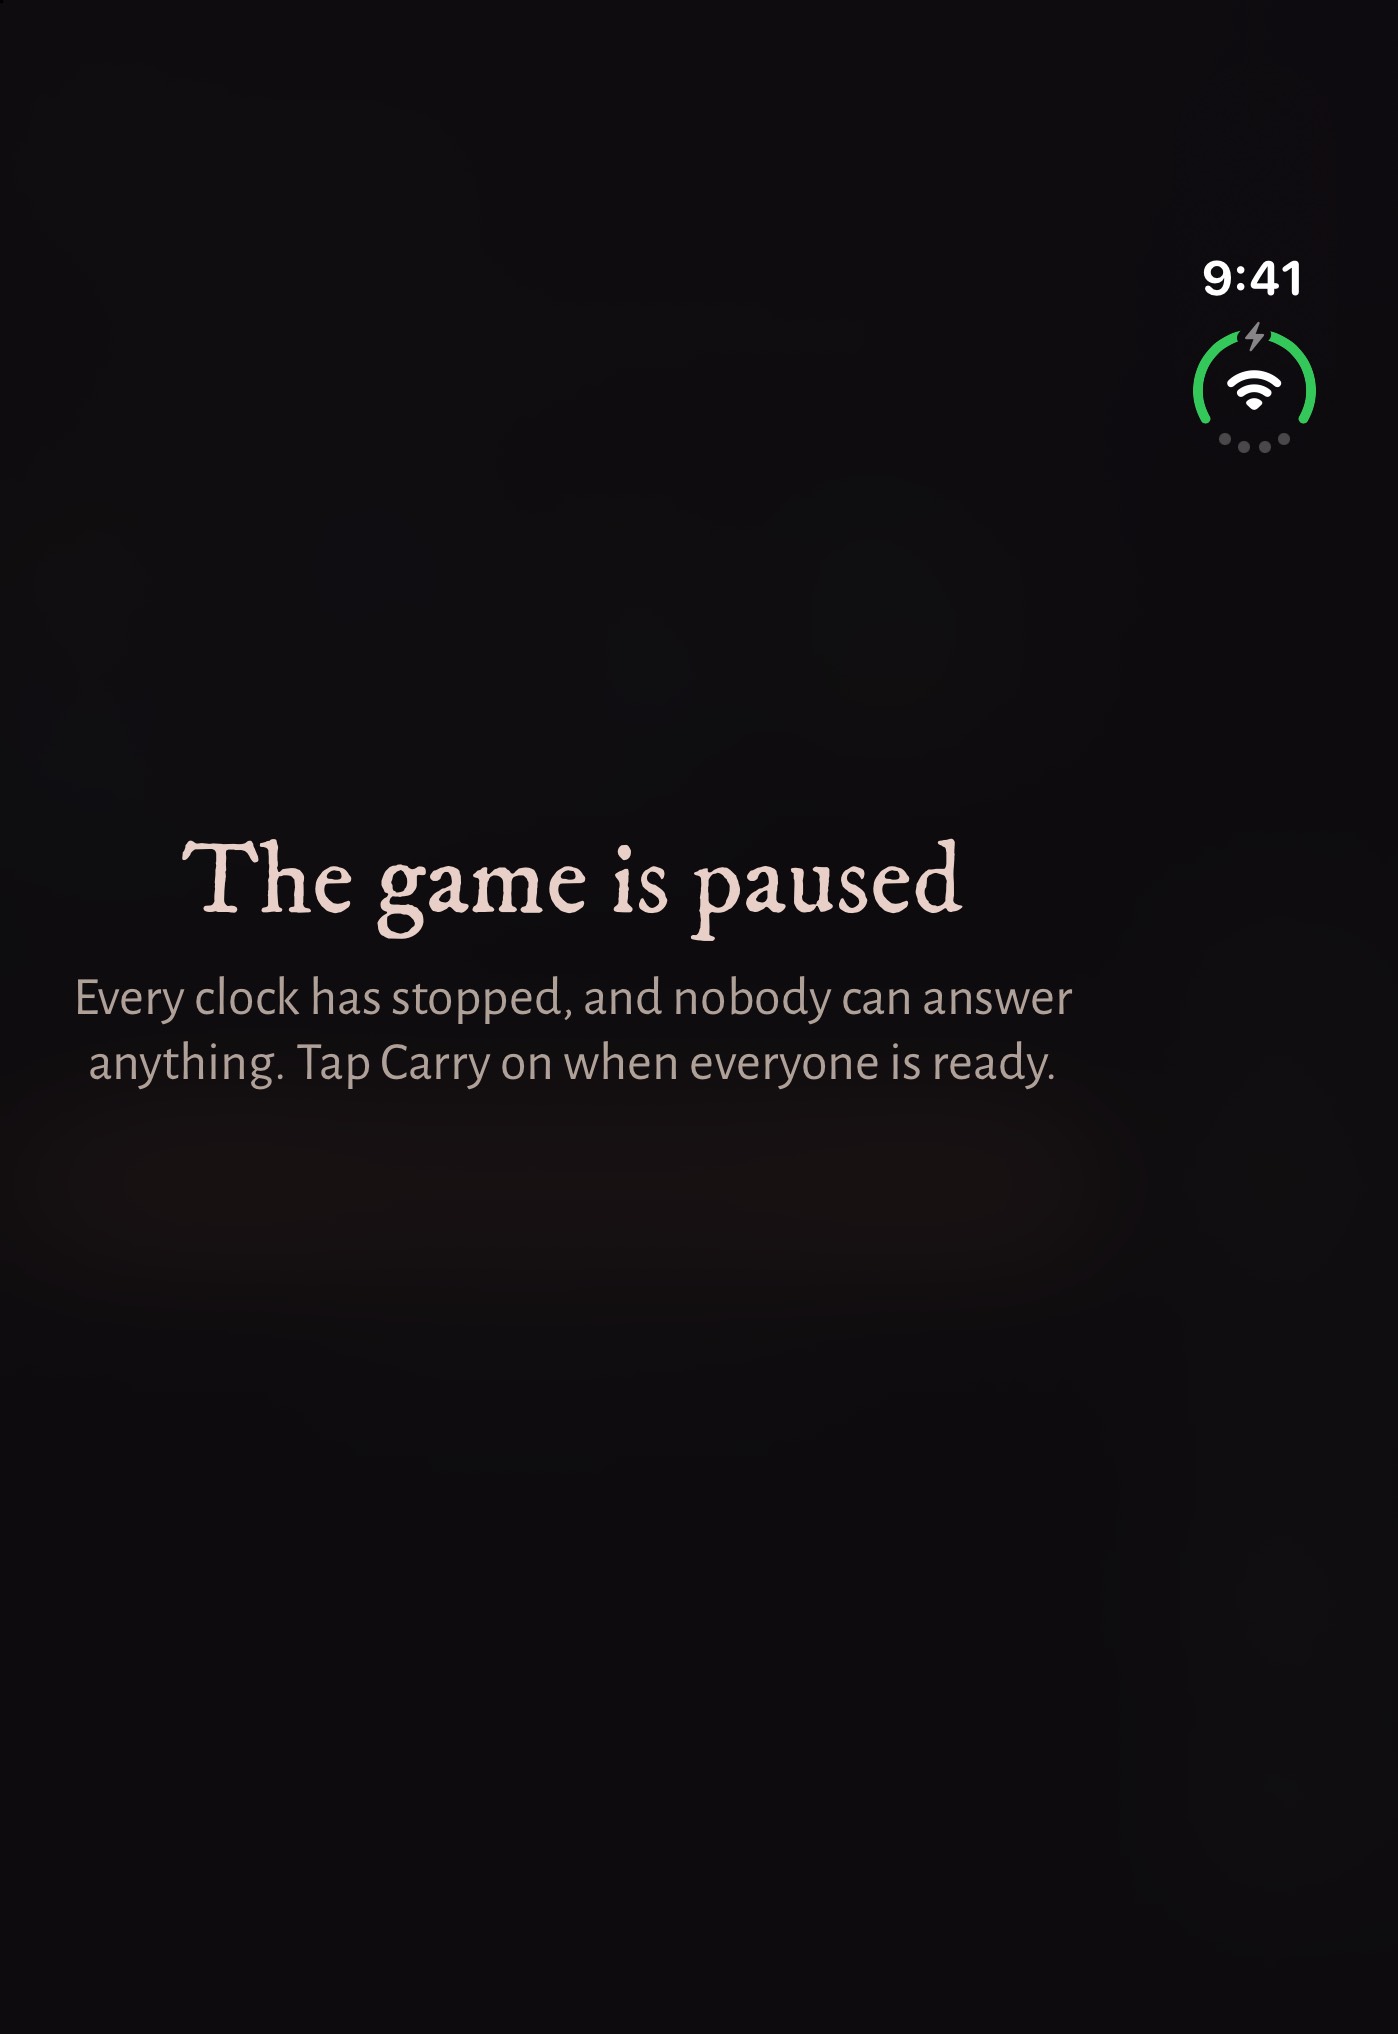 9:41
The game is paused
Every clock has stopped, and nobody can answer
anything. Tap Carry on when everyone is ready.